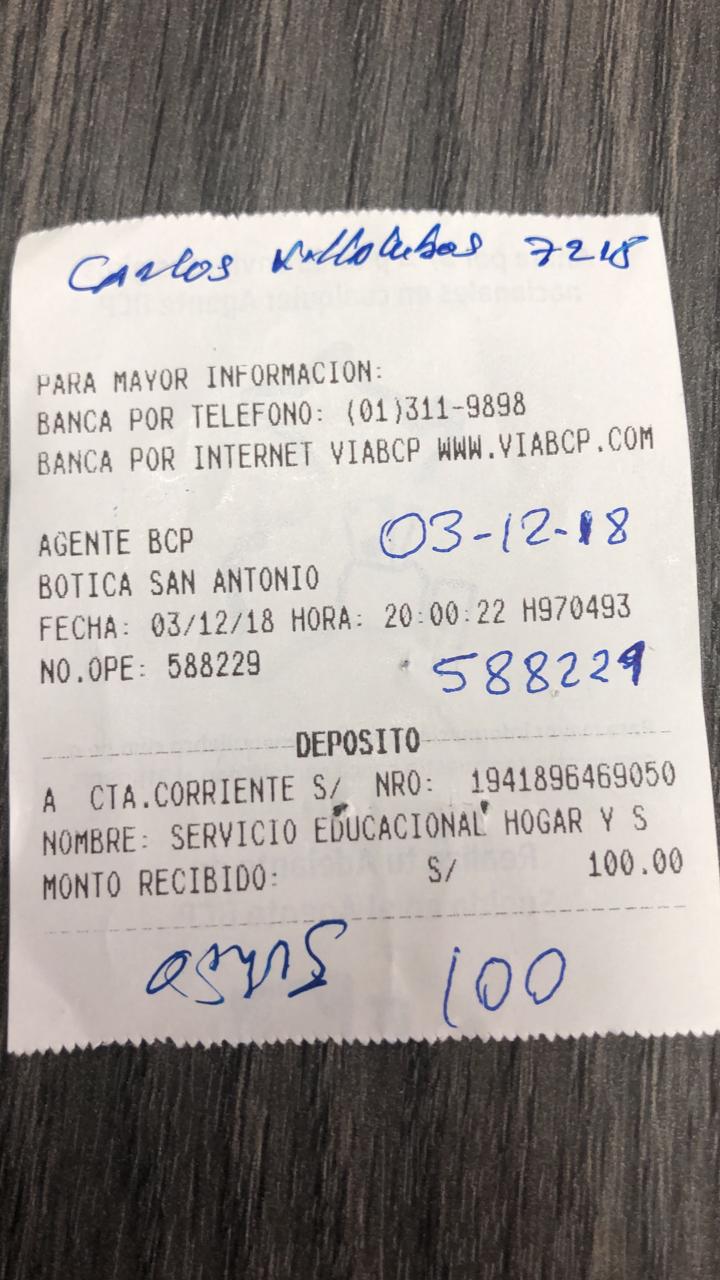 Carlos 7218
PARA MAYOR INFORMACION:
BANCA POR TELEFONO: (01)311-9898
BANCA POR INTERNET VIABCP WWW.VIABCP.COM
AGENTE BCP 03-12-18
BOTICA SAN ANTONIO
FECHA: 03/12/18 HORA: 20:00:22 H970493
NO.OPE: 588229 588229
DEPOSITO
A CTA.CORRIENTE S/ NRO: 1941896469050
NOMBRE: SERVICIO EDUCACIONAL HOGAR Y S
MONTO RECIBIDO: S/ 100.00
100